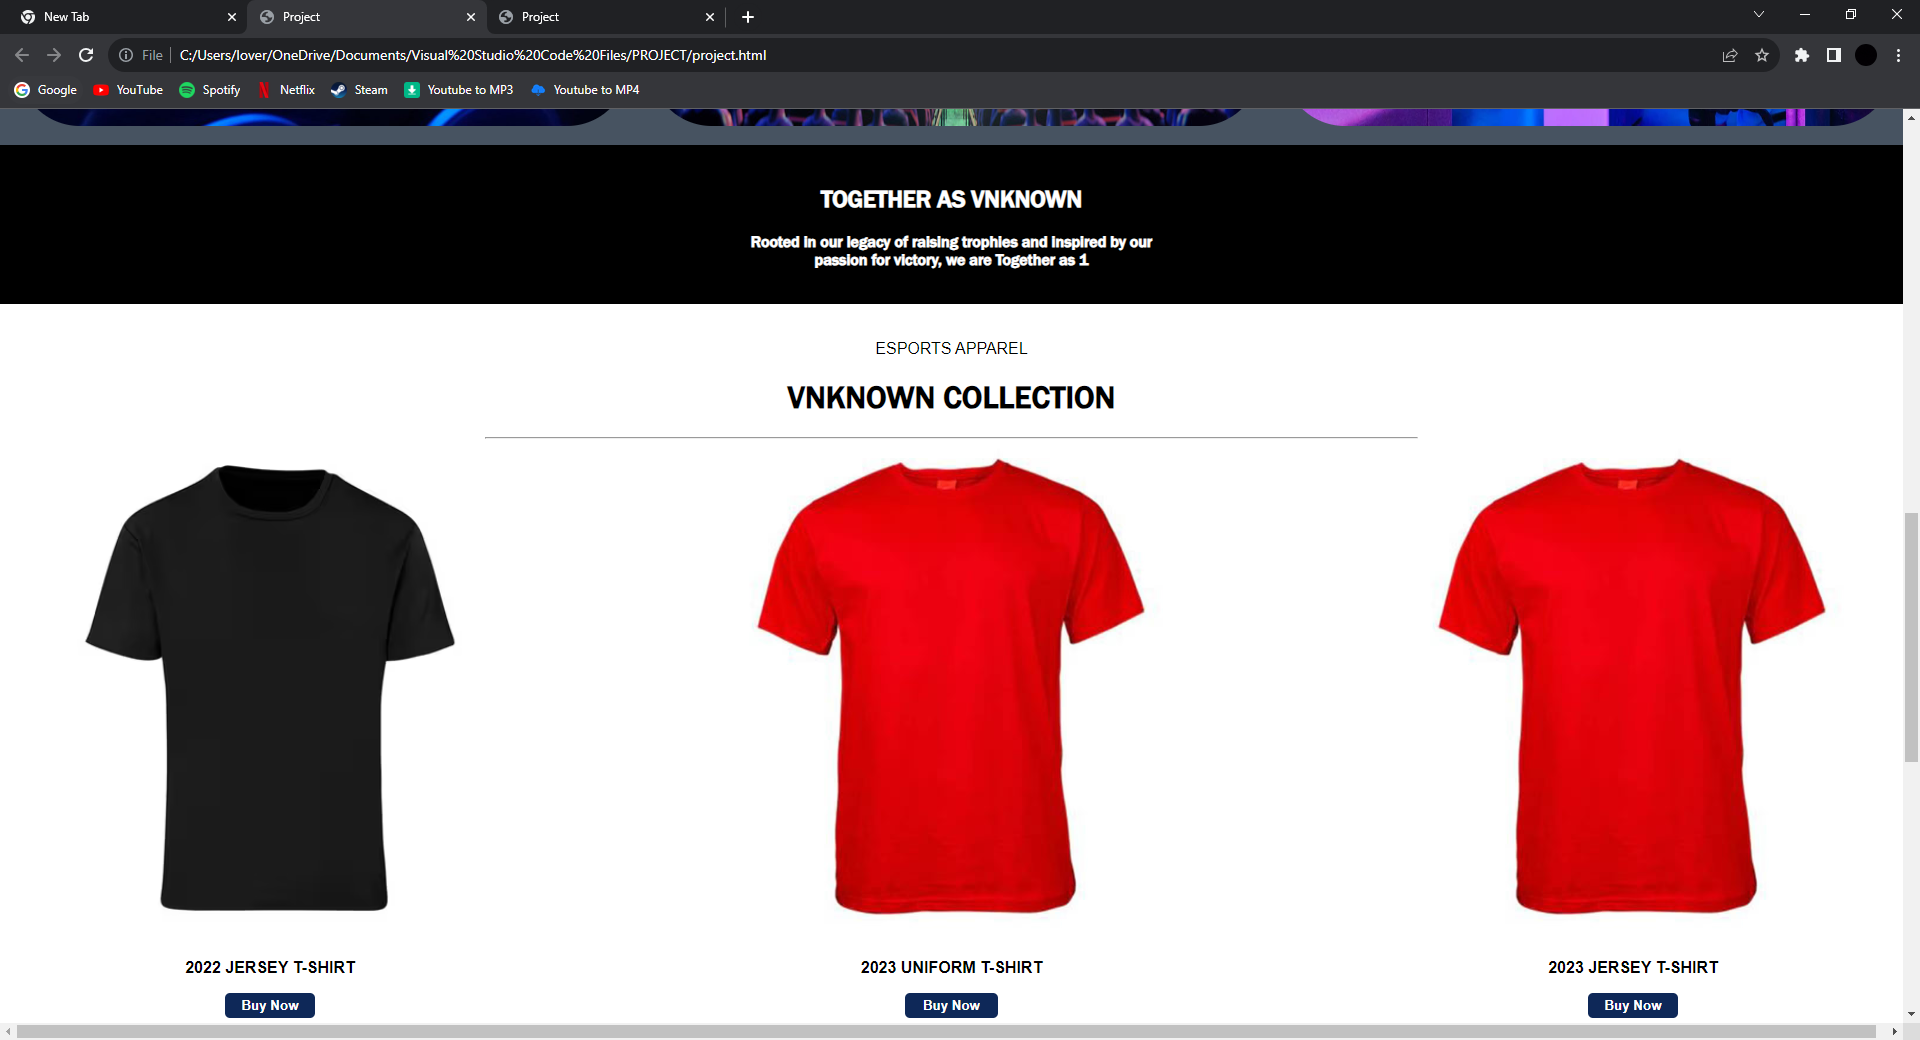 New Tab
Project
Project
File
C:/Users/lover/OneDrive/Documents/Visual%20Studio%20Code%20Files/PROJECT/project.html
Google
YouTube
Spotify
Netflix
Steam
Youtube to MP3
Youtube to MP4
TOGETHER AS VNKNOWN
Rooted in our legacy of raising trophies and inspired by our
passion for victory, we are Together as 1
ESPORTS APPAREL
VNKNOWN COLLECTION
2022 JERSEY T-SHIRT
2023 UNIFORM T-SHIRT
2023 JERSEY T-SHIRT
Buy Now
Buy Now
Buy Now